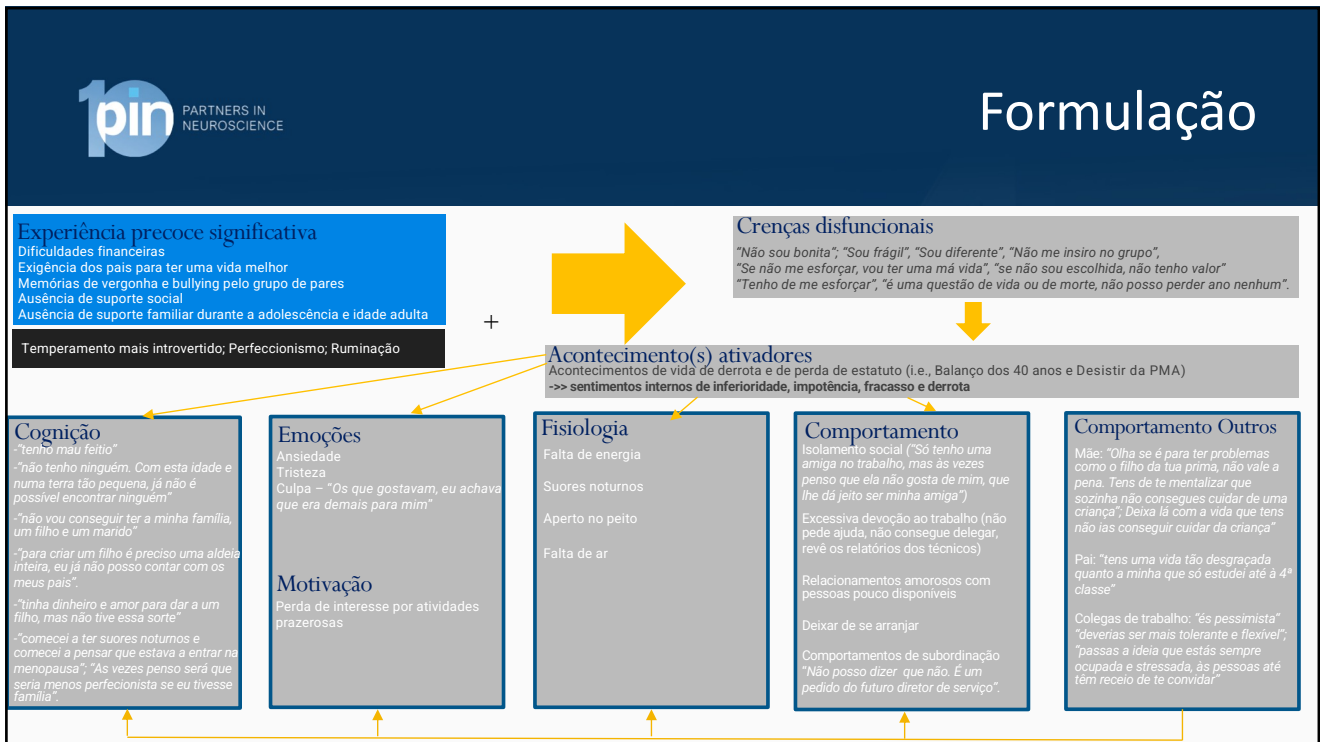 10 pin
PARTNERS IN
NEUROSCIENCE
Formulação
Experiência precoce significativa
Dificuldades financeiras
Exigência dos pais para ter uma vida melhor
Memórias de vergonha e bullying pelo grupo de pares
Ausência de suporte social
Ausência de suporte familiar durante a adolescência e idade adulta
+
Temperamento mais introvertido; Perfeccionismo; Ruminação
Crenças disfuncionais
"Não sou bonita"; "Sou frágil", "Sou diferente", "Não me insiro no grupo",
"Se não me esforçar, vou ter uma má vida", "se não sou escolhida, não tenho valor"
"Tenho de me esforçar", "é uma questão de vida ou de morte, não posso perder ano nenhum".
Acontecimento(s) ativadores
Acontecimentos de vida de derrota e de perda de estatuto (i.e., Balanço dos 40 anos e Desistir da PMA)
->> sentimentos internos de inferioridade, impotência, fracasso e derrota
Cognição
-"tenho mau feitio"
-"não tenho ninguém. Com esta idade e
numa terra tão pequena, já não é
possível encontrar ninguém"
-"não vou conseguir ter a minha família,
um filho e um marido"
-"para criar um filho é preciso uma aldeia
inteira, eu já não posso contar com os
meus pais".
-"tinha dinheiro e amor para dar a um
filho, mas não tive essa sorte"
-"comecei a ter suores noturnos e
comecei a pensar que estava a entrar na
menopausa"; "As vezes penso será que
seria menos perfecionista se eu tivesse
família".
Emoções
Ansiedade
Tristeza
Culpa – "Os que gostavam, eu achava
que era demais para mim"
Motivação
Perda de interesse por atividades
prazerosas
Fisiologia
Falta de energia
Suores noturnos
Aperto no peito
Falta de ar
Comportamento
Isolamento social ("Só tenho uma
amiga no trabalho, mas às vezes
penso que ela não gosta de mim, que
lhe dá jeito ser minha amiga")
Excessiva devoção ao trabalho (não
pede ajuda, não consegue delegar,
revê os relatórios dos técnicos)
Relacionamentos amorosos com
pessoas pouco disponíveis
Deixar de se arranjar
Comportamentos de subordinação
"Não posso dizer que não. É um
pedido do futuro diretor de serviço".
Comportamento Outros
Mãe: "Olha se é para ter problemas
como o filho da tua prima, não vale a
pena. Tens de te mentalizar que
sozinha não consegues cuidar de uma
criança"; Deixa lá com a vida que tens
não ias conseguir cuidar da criança"
Pai: "tens uma vida tão desgraçada
quanto a minha que só estudei até à 4ª
classe"
Colegas de trabalho: "és pessimista"
"deverias ser mais tolerante e flexível";
"passas a ideia que estás sempre
ocupada e stressada, às pessoas até
têm receio de te convidar"